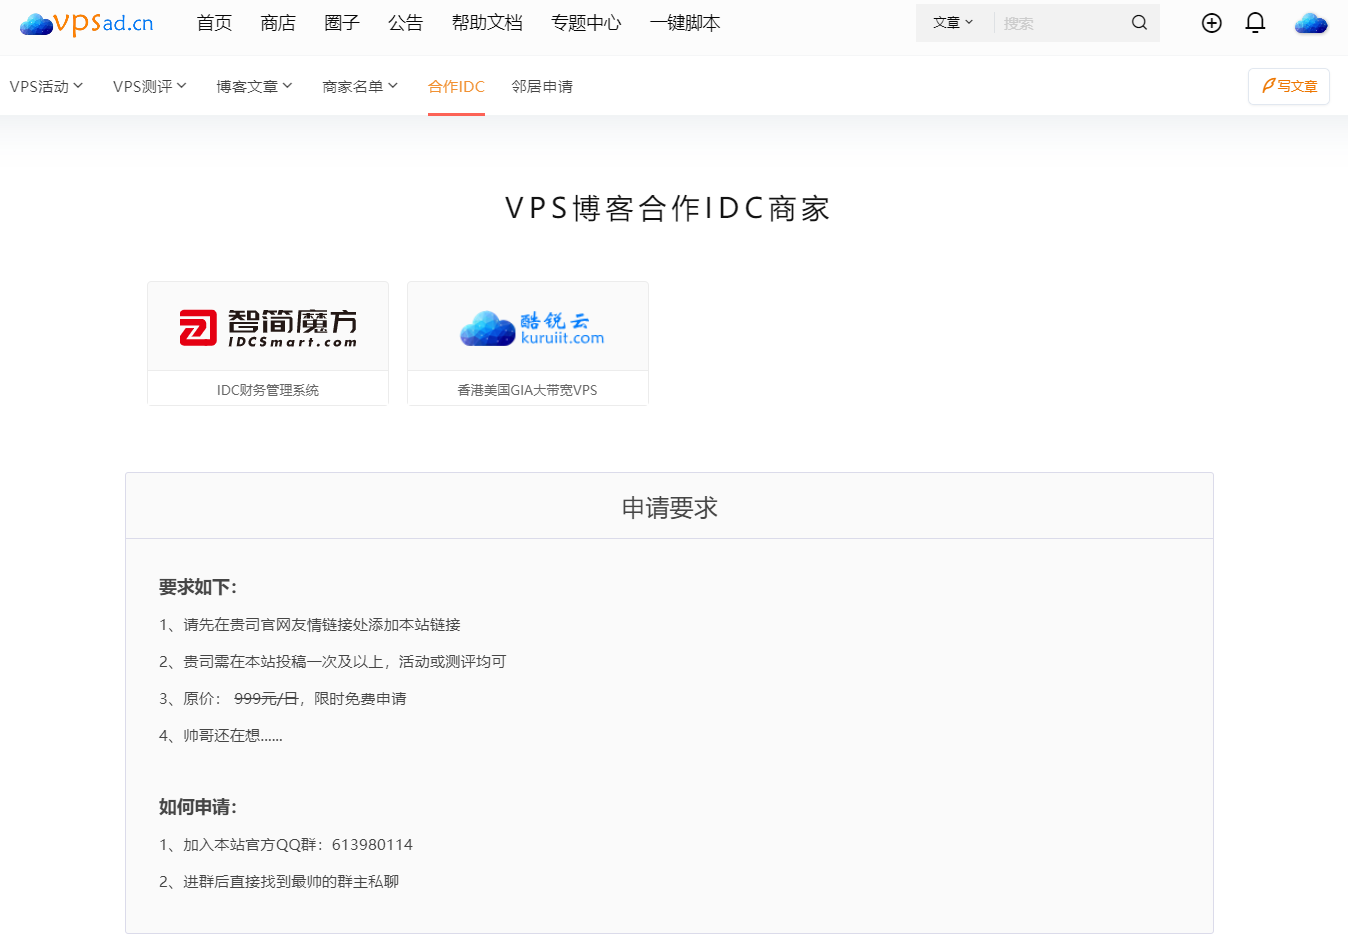 vpsad.cn 首页 商店 圈子 公告 帮助文档 专题中心 一键脚本 文章 搜索
VPS活动 VPS测评 博客文章 商家名单 合作IDC 邻居申请 写文章
VPS博客合作IDC商家
智简魔方
IDCSmart.com
酷锐云
kuruiit.com
IDC财务管理系统
香港美国GIA大带宽VPS
申请要求
要求如下：
1、请先在贵司官网友情链接处添加本站链接
2、贵司需在本站投稿一次及以上，活动或测评均可
3、原价： 999元/日，限时免费申请
4、帅哥还在想......
如何申请：
1、加入本站官方QQ群：613980114
2、进群后直接找到最帅的群主私聊